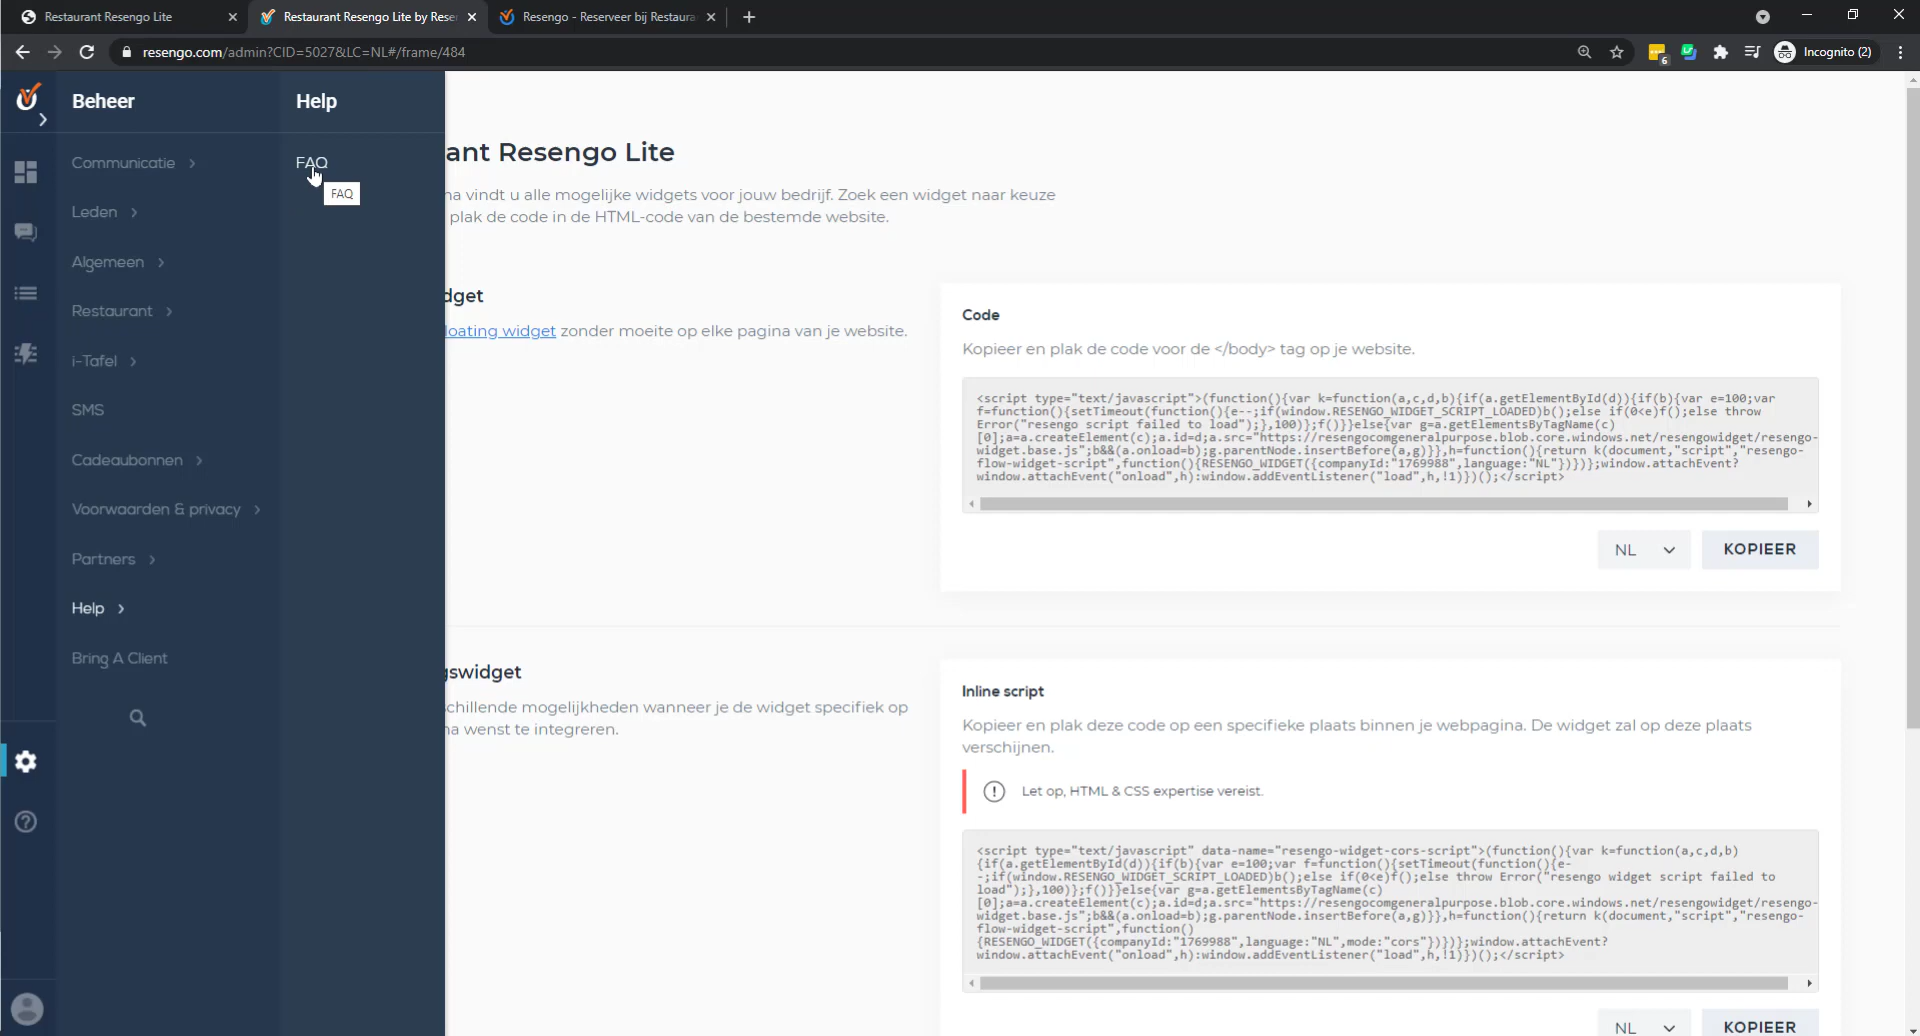 Restaurant Resengo Lite
Restaurant Resengo Lite by Rese
Resengo - Reserveer bij Restaura
resengo.com/admin?CID=5027&LC=NL#/frame/484
6
Incognito (2)
Beheer
Help
Communicatie
Leden
Algemeen
Restaurant
i-Tafel
SMS
Cadeaubonnen
Voorwaarden & privacy
Partners
Help
Bring A Client
FAQ
FAQ
ant Resengo Lite
na vindt u alle mogelijke widgets voor jouw bedrijf. Zoek een widget naar keuze
plak de code in de HTML-code van de bestemde website.
dget
loating widget zonder moeite op elke pagina van je website.
Code
Kopieer en plak de code voor de </body> tag op je website.
<script type="text/javascript">(function(){var k=function(a,c,d,b){if(a.getElementById(d)){if(b){var e=100;var
f=function(){setTimeout(function(){e--;if(window.RESENGO_WIDGET_SCRIPT_LOADED)b();else if(0<e)f();else throw
Error("resengo script failed to load");},100)};f()}}else{var g=a.getElementsByTagName(c)
[0];a=a.createElement(c);a.id=d;a.src="https://resengocomgeneralpurpose.blob.core.windows.net/resengowidget/resengo-
widget.base.js";b&&(a.onload=b);g.parentNode.insertBefore(a,g)}},h=function(){return k(document,"script","resengo-
flow-widget-script",function(){RESENGO_WIDGET({companyId:"1769988",language:"NL"})})};window.attachEvent?
window.attachEvent("onload",h):window.addEventListener("load",h,!1)})();</script>
NL
KOPIEER
gswidget
schillende mogelijkheden wanneer je de widget specifiek op
na wenst te integreren.
Inline script
Kopieer en plak deze code op een specifieke plaats binnen je webpagina. De widget zal op deze plaats
verschijnen.
Let op, HTML & CSS expertise vereist.
<script type="text/javascript" data-name="resengo-widget-cors-script">(function(){var k=function(a,c,d,b)
{if(a.getElementById(d)){if(b){var e=100;var f=function(){setTimeout(function(){e-
-;if(window.RESENGO_WIDGET_SCRIPT_LOADED)b();else if(0<e)f();else throw Error("resengo widget script failed to
load");},100)};f()}}else{var g=a.getElementsByTagName(c)
[0];a=a.createElement(c);a.id=d;a.src="https://resengocomgeneralpurpose.blob.core.windows.net/resengowidget/resengo-
widget.base.js";b&&(a.onload=b);g.parentNode.insertBefore(a,g)}},h=function(){return k(document,"script","resengo-
flow-widget-script",function()
{RESENGO_WIDGET({companyId:"1769988",language:"NL",mode:"cors"})})};window.attachEvent?
window.attachEvent("onload",h):window.addEventListener("load",h,!1)})();</script>
NL
KOPIEER